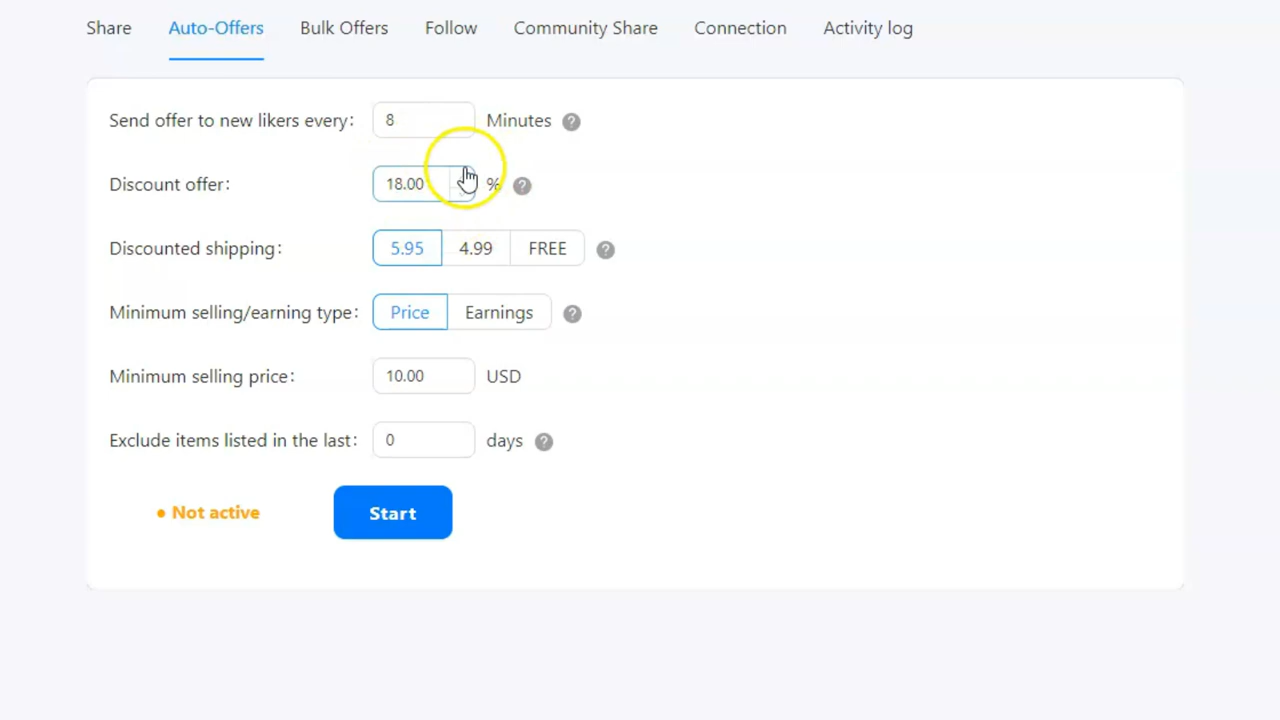 Share Auto-Offers Bulk Offers Follow Community Share Connection Activity log
Send offer to new likers every: 8 Minutes ?
Discount offer: 18.00 % ?
Discounted shipping: 5.95 4.99 FREE ?
Minimum selling/earning type: Price Earnings ?
Minimum selling price: 10.00 USD
Exclude items listed in the last: 0 days ?
• Not active Start